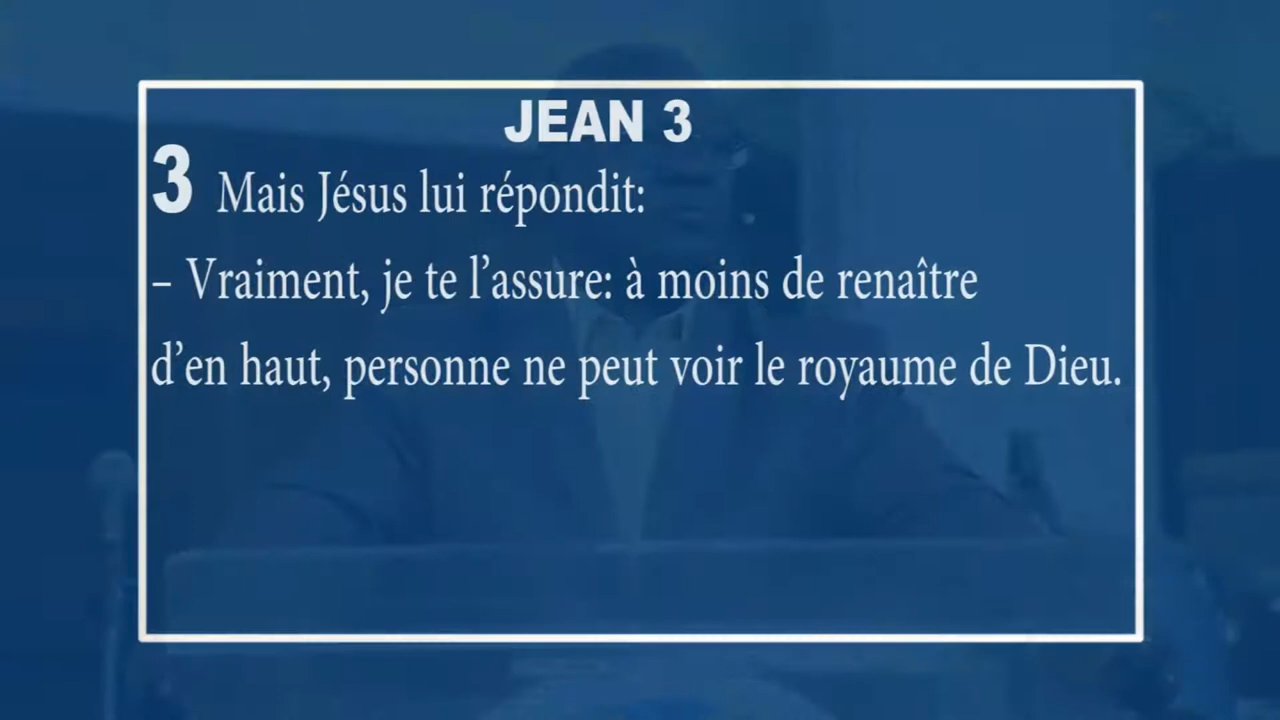 JEAN 3
3 Mais Jésus lui répondit:
– Vraiment, je te l’assure: à moins de renaître
d’en haut, personne ne peut voir le royaume de Dieu.